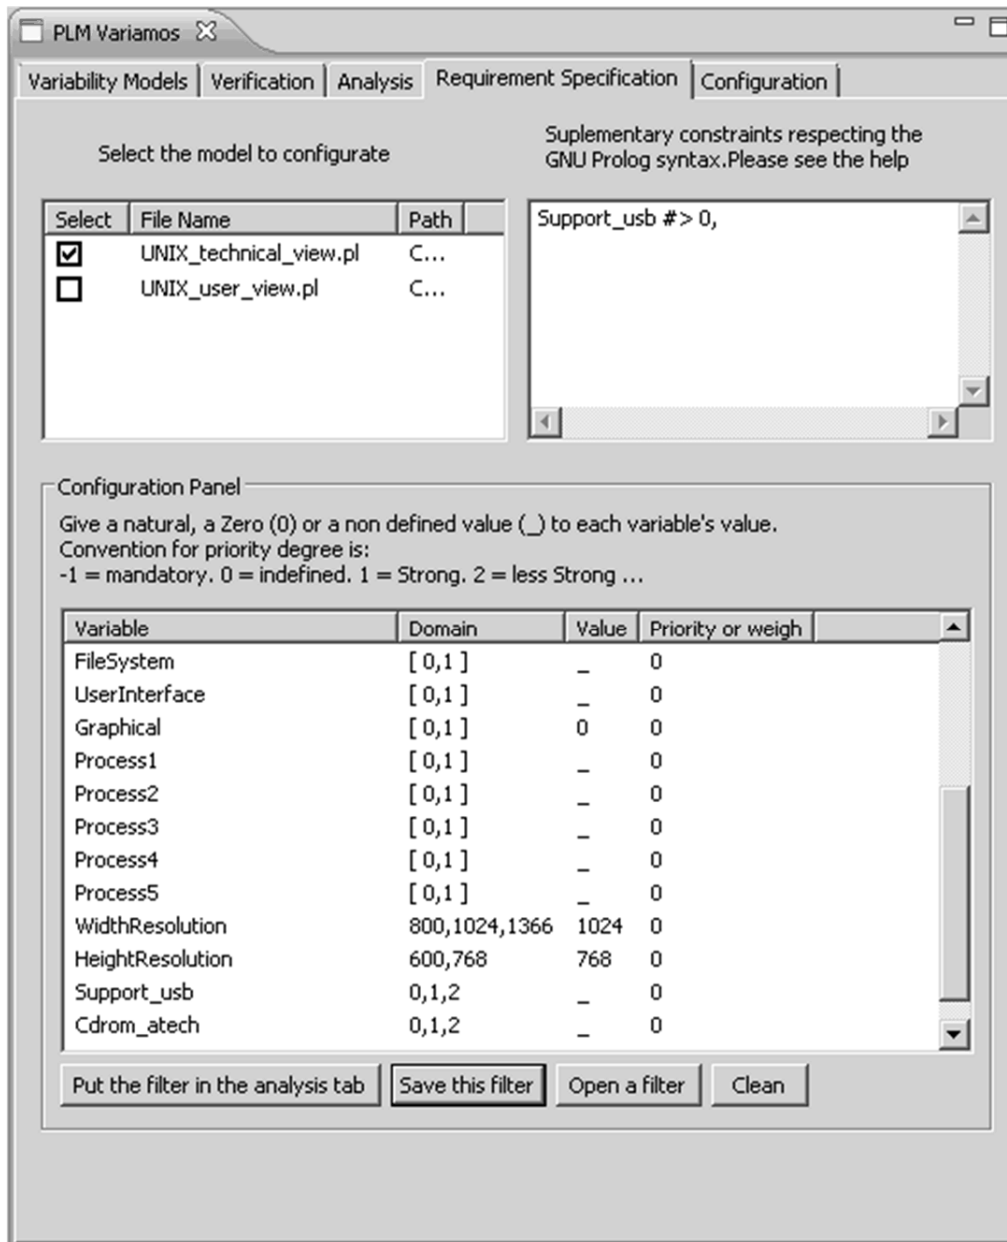 PLM Variamos
Variability Models Verification Analysis Requirement Specification Configuration
Select the model to configurate
Suplementary constraints respecting the
GNU Prolog syntax.Please see the help
Select File Name Path
UNIX_technical_view.pl C...
UNIX_user_view.pl C...
Support_usb #> 0,
Configuration Panel
Give a natural, a Zero (0) or a non defined value (_) to each variable's value.
Convention for priority degree is:
-1 = mandatory. 0 = indefined. 1 = Strong. 2 = less Strong ...
Variable Domain Value Priority or weigh
FileSystem [ 0,1 ] _ 0
UserInterface [ 0,1 ] _ 0
Graphical [ 0,1 ] 0 0
Process1 [ 0,1 ] _ 0
Process2 [ 0,1 ] _ 0
Process3 [ 0,1 ] _ 0
Process4 [ 0,1 ] _ 0
Process5 [ 0,1 ] _ 0
WidthResolution 800,1024,1366 1024 0
HeightResolution 600,768 768 0
Support_usb 0,1,2 _ 0
Cdrom_atech 0,1,2 _ 0
Put the filter in the analysis tab Save this filter Open a filter Clean